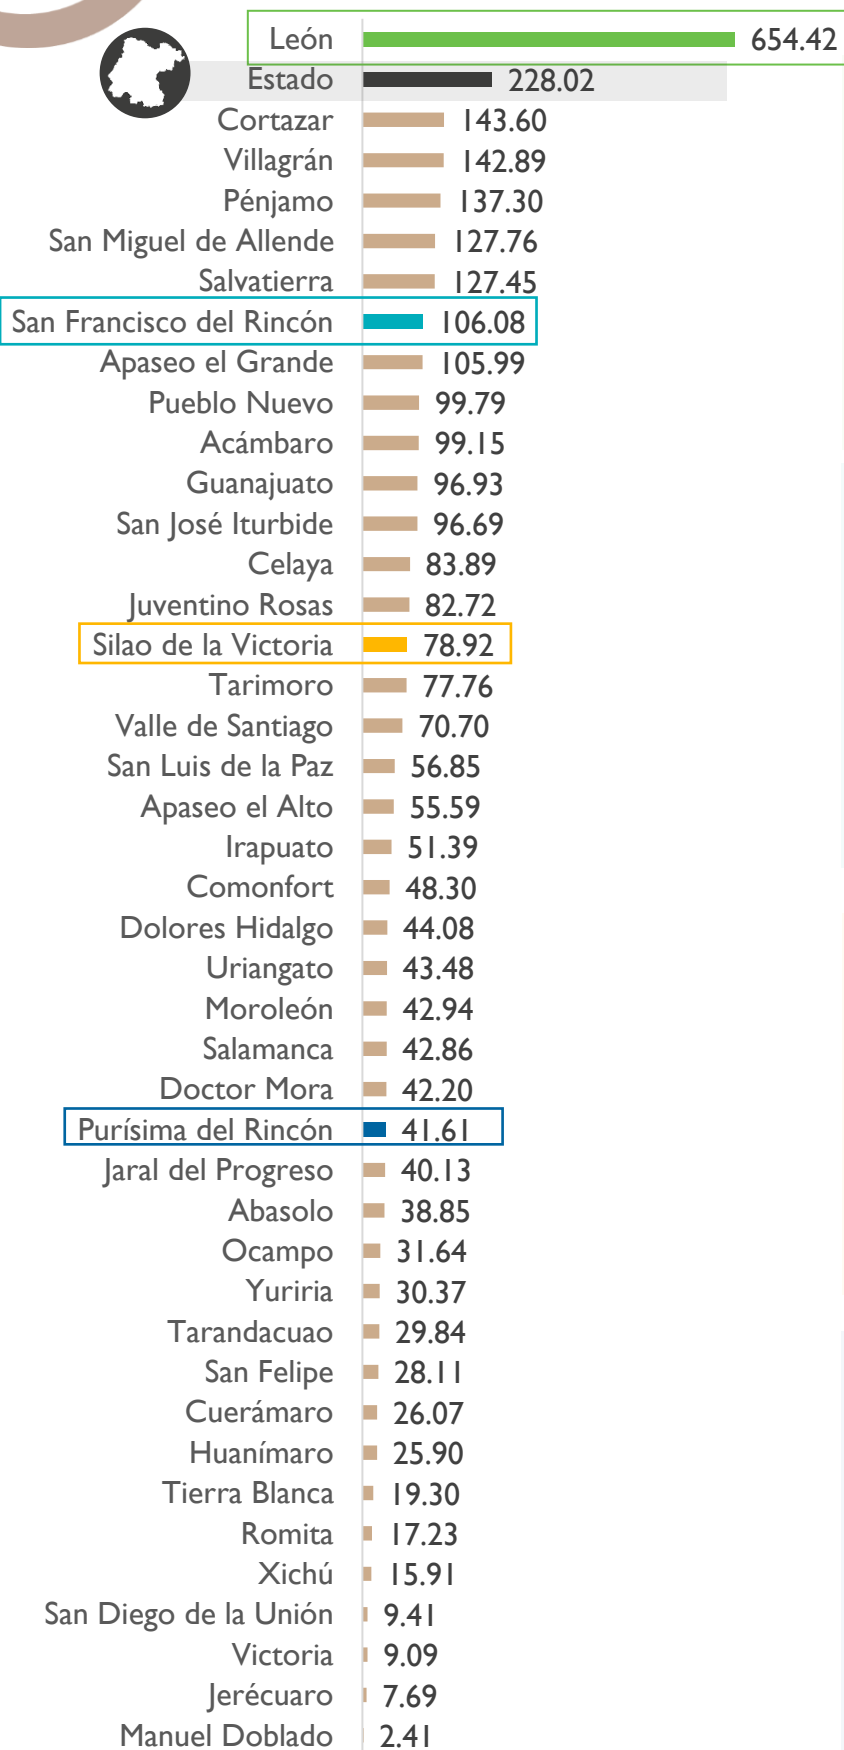 León 654.42
Estado 228.02
Cortazar 143.60
Villagrán 142.89
Pénjamo 137.30
San Miguel de Allende 127.76
Salvatierra 127.45
San Francisco del Rincón 106.08
Apaseo el Grande 105.99
Pueblo Nuevo 99.79
Acámbaro 99.15
Guanajuato 96.93
San José Iturbide 96.69
Celaya 83.89
Juventino Rosas 82.72
Silao de la Victoria 78.92
Tarimoro 77.76
Valle de Santiago 70.70
San Luis de la Paz 56.85
Apaseo el Alto 55.59
Irapuato 51.39
Comonfort 48.30
Dolores Hidalgo 44.08
Uriangato 43.48
Moroleón 42.94
Salamanca 42.86
Doctor Mora 42.20
Purísima del Rincón 41.61
Jaral del Progreso 40.13
Abasolo 38.85
Ocampo 31.64
Yuriria 30.37
Tarandacuao 29.84
San Felipe 28.11
Cuerámaro 26.07
Huanímaro 25.90
Tierra Blanca 19.30
Romita 17.23
Xichú 15.91
San Diego de la Unión 9.41
Victoria 9.09
Jerécuaro 7.69
Manuel Doblado 2.41